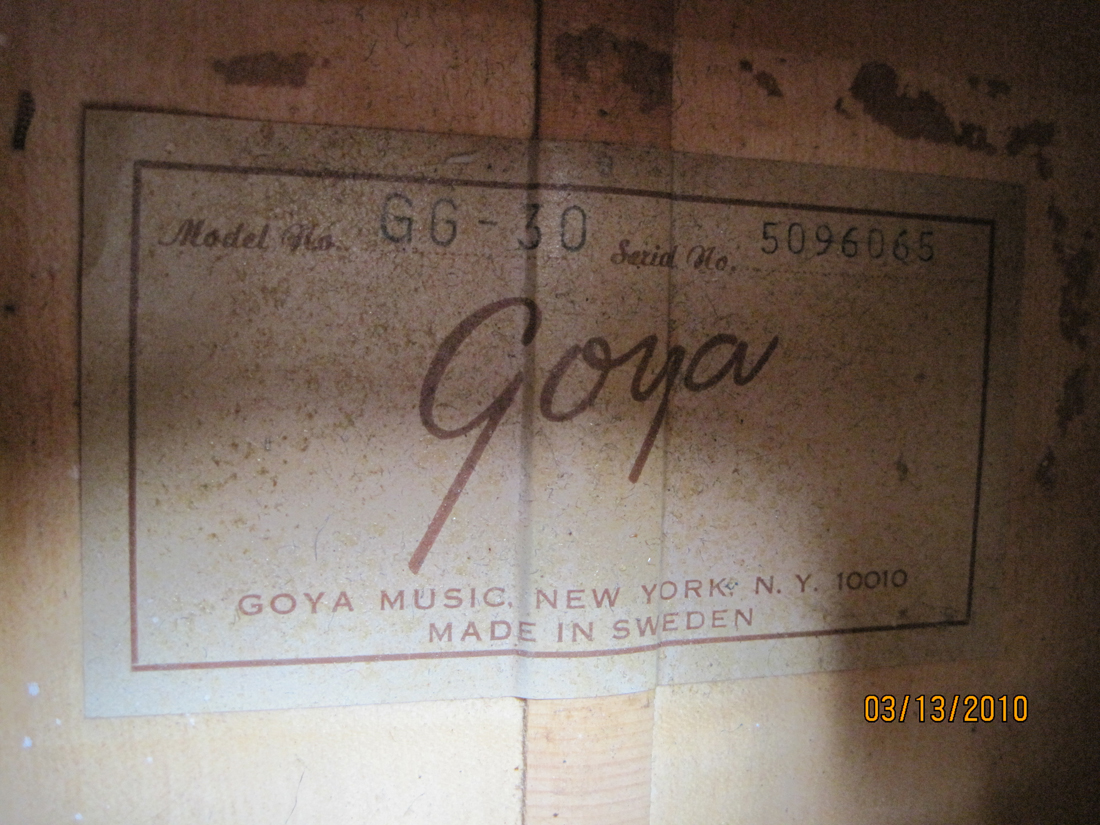 Model No. GG-30 Serial No. 5096065
Goya
GOYA MUSIC, NEW YORK, N. Y. 10010
MADE IN SWEDEN
03/13/2010